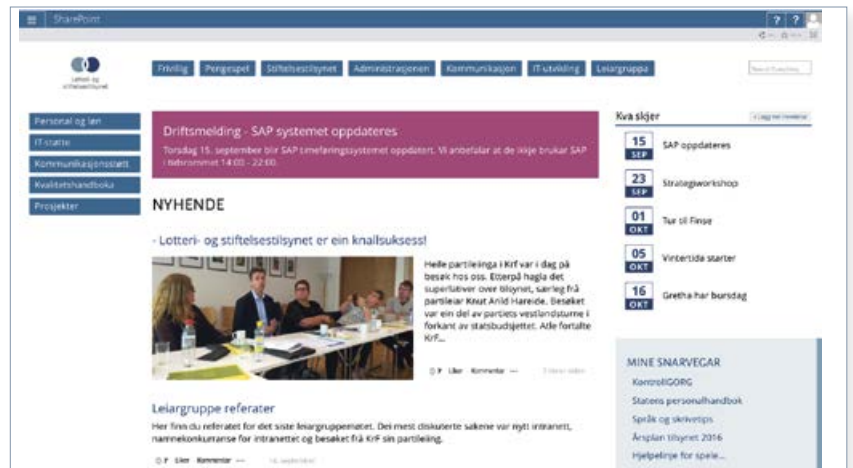 SharePoint
? ?
Lotteri- og
stiftelsestilsynet
Frivillig Pengespel Stiftelsestilsynet Administrasjonen Kommunikasjon IT-utvikling Leiargruppa
Personal og løn
IT-støtte
Kommunikasjonsstøtt
Kvalitetshandboka
Prosjekter
Driftsmelding - SAP systemet oppdateres
Torsdag 15. september blir SAP timeføringssystemet oppdatert. Vi anbefalar at de ikkje brukar SAP
i tidsrommet 14:00 - 22:00.
NYHENDE
- Lotteri- og stiftelsestilsynet er ein knallsuksess!
Heile partileiinga i Krf var i dag på
besøk hos oss. Etterpå hagla det
superlativer over tilsynet, særleg frå
partileiar Knut Arild Hareide. Besøket
var ein del av partiets vestlandsturne i
forkant av statsbudsjettet. Atle fortalte
KrF...
Liker Kommentar ...
Leiargruppe referater
Her finn du referatet for det siste leiargruppemøtet. Dei mest diskuterte sakene var nytt intranett,
namnekonkurranse for intranettet og besøket frå KrF sin partileiing.
Liker Kommentar ...
Kva skjer
15 SEP SAP oppdateres
23 SEP Strategiworkshop
01 OKT Tur til Finse
05 OKT Vintertida starter
16 OKT Gretha har bursdag
MINE SNARVEGAR
KontrollGORG
Statens personalhandbok
Språk og skrivetips
Årsplan tilsynet 2016
Hjelpelinje for spele...